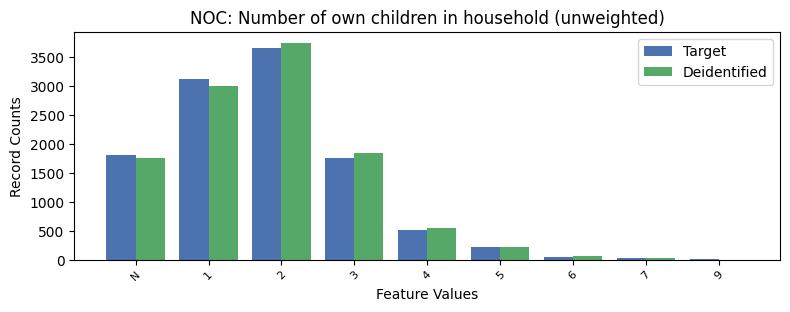 NOC: Number of own children in household (unweighted)
Target
Deidentified
Record Counts
3500
3000
2500
2000
1500
1000
500
0
N 1 2 3 4 5 6 7 9
Feature Values